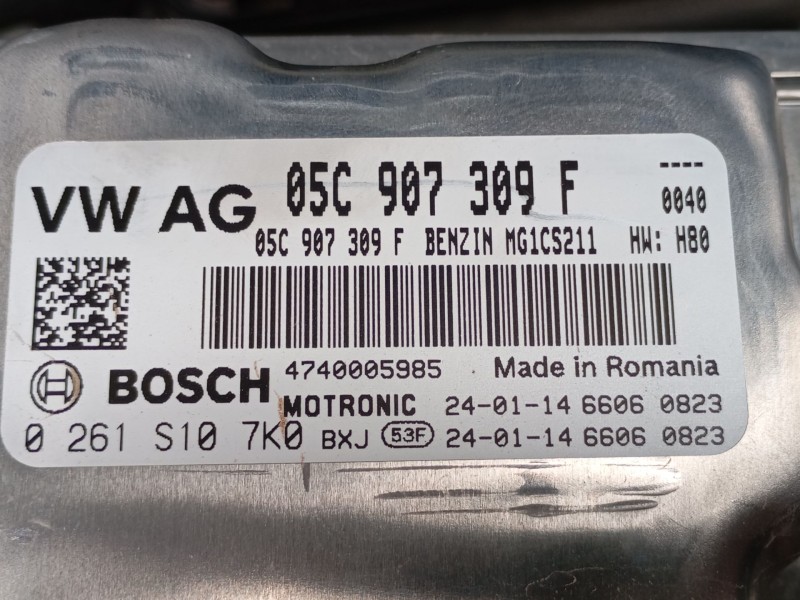 VW AG 05C 907 309 F ----
0040
05C 907 309 F BENZIN MG1CS211 HW: H80
BOSCH 4740005985 Made in Romania
MOTRONIC 24-01-14 6606 0823
0 261 S10 7K0 BXJ 53F 24-01-14 6606 0823